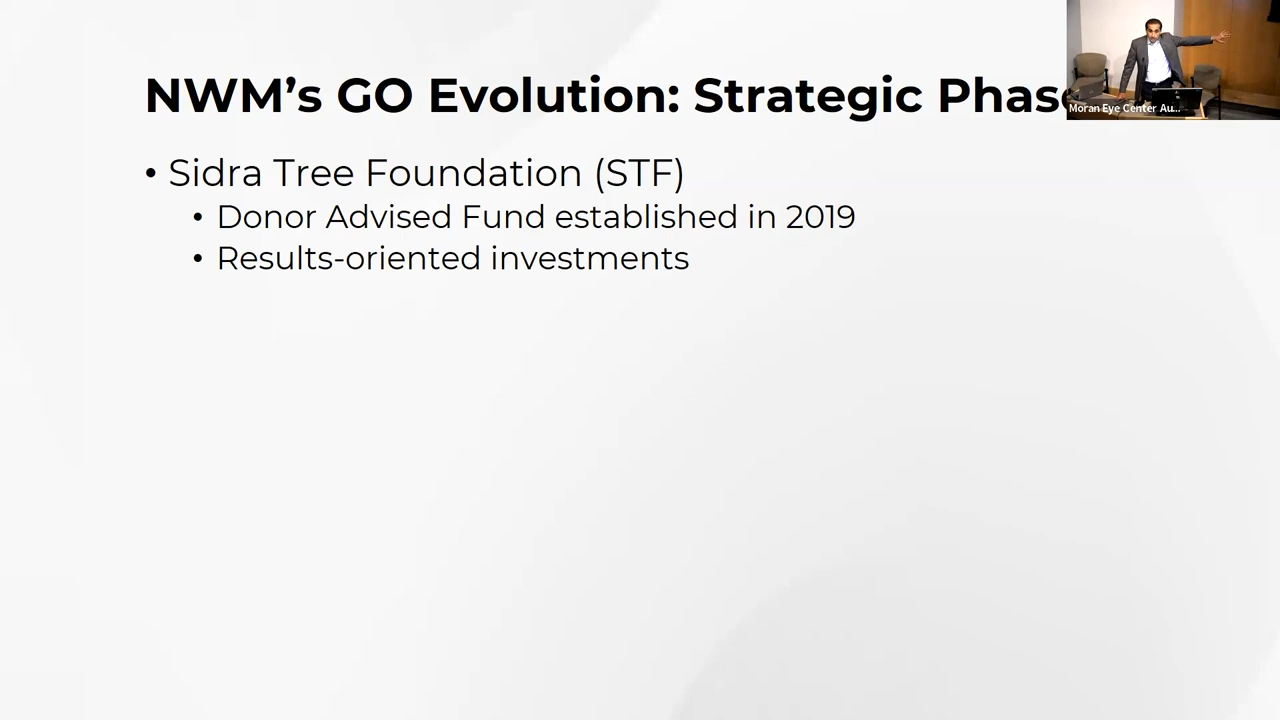 NWM’s GO Evolution: Strategic Phase
• Sidra Tree Foundation (STF)
• Donor Advised Fund established in 2019
• Results-oriented investments
Moran Eye Center Au...